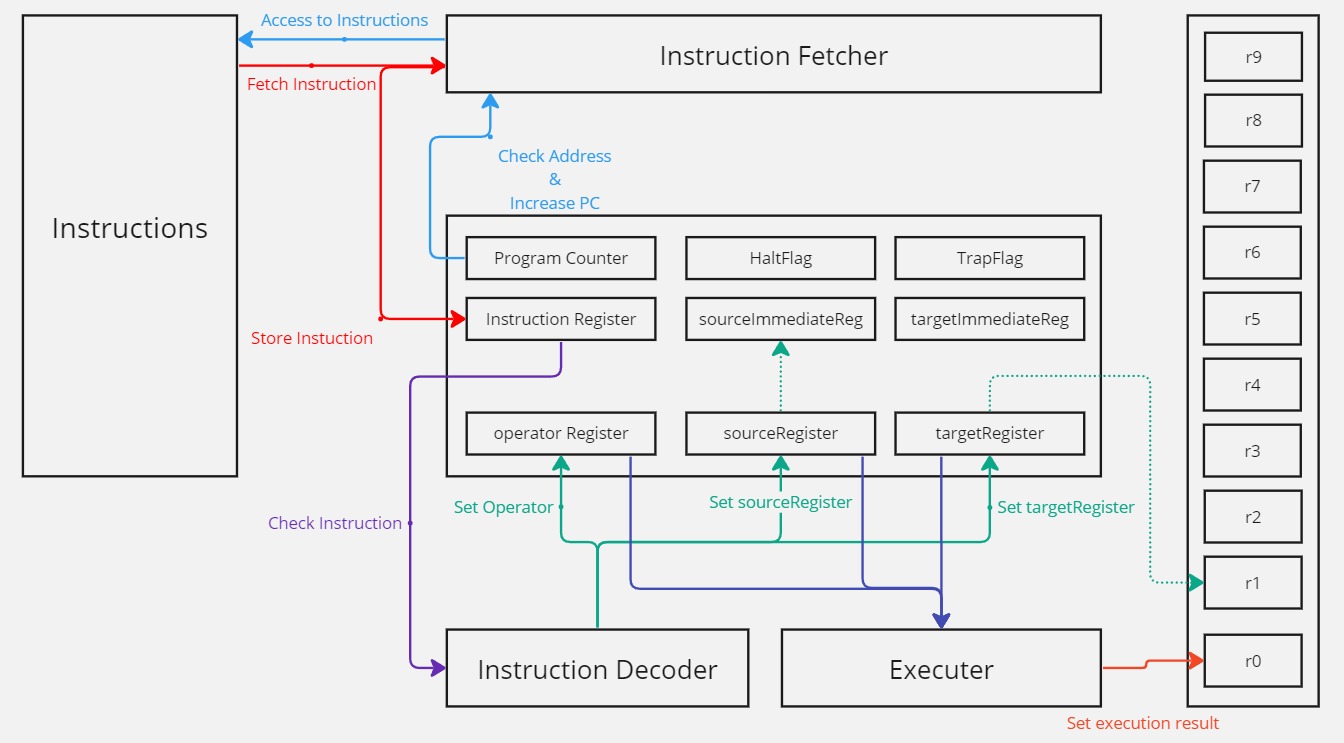 Access to Instructions
Instruction Fetcher
Fetch Instruction
Instructions
Check Address
&
Increase PC
Program Counter
HaltFlag
TrapFlag
Instruction Register
sourceImmediateReg
targetImmediateReg
Store Instuction
operator Register
sourceRegister
targetRegister
Set Operator
Set sourceRegister
Set targetRegister
Check Instruction
Instruction Decoder
Executer
Set execution result
r9
r8
r7
r6
r5
r4
r3
r2
r1
r0